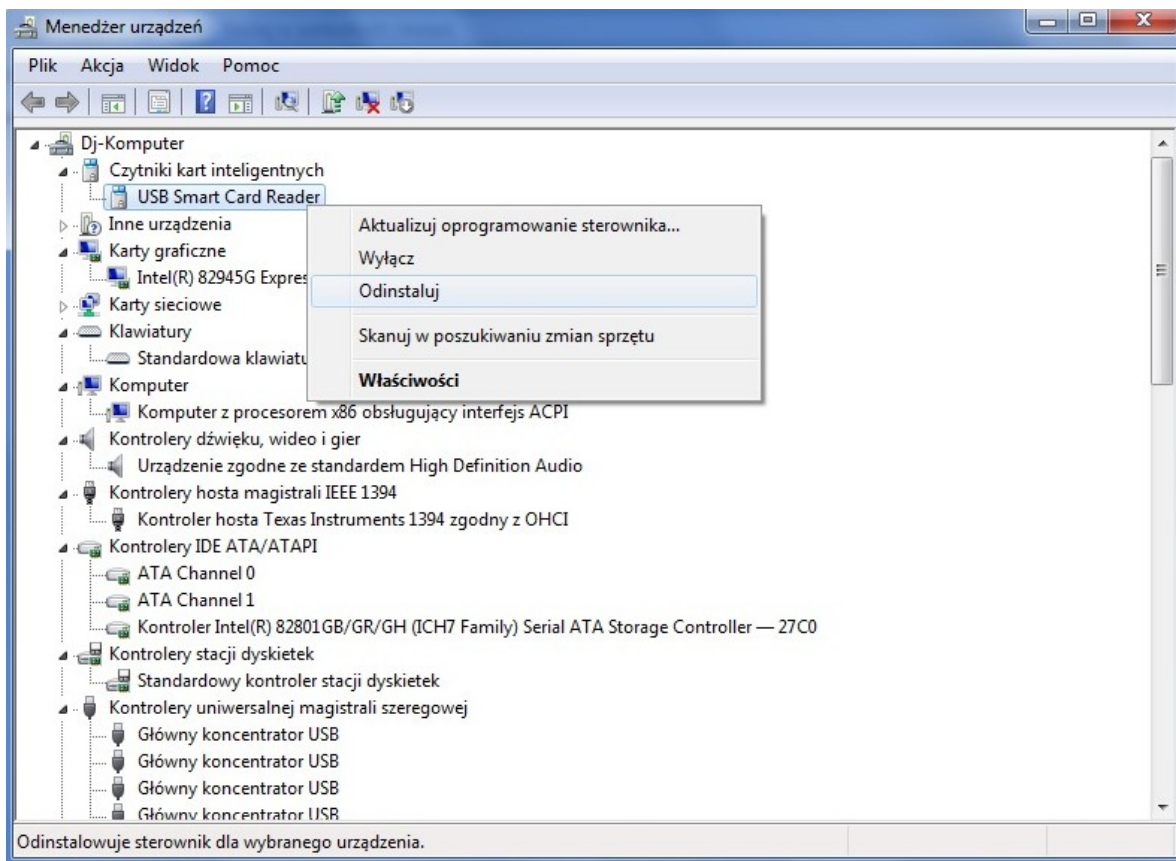 Menedżer urządzeń
Plik Akcja Widok Pomoc
Dj-Komputer
Czytniki kart inteligentnych
USB Smart Card Reader
Inne urządzenia
Karty graficzne
Intel(R) 82945G Expres
Karty sieciowe
Klawiatury
Standardowa klawiatu
Komputer
Komputer z procesorem x86 obsługujący interfejs ACPI
Kontrolery dźwięku, wideo i gier
Urządzenie zgodne ze standardem High Definition Audio
Kontrolery hosta magistrali IEEE 1394
Kontroler hosta Texas Instruments 1394 zgodny z OHCI
Kontrolery IDE ATA/ATAPI
ATA Channel 0
ATA Channel 1
Kontroler Intel(R) 82801GB/GR/GH (ICH7 Family) Serial ATA Storage Controller — 27C0
Kontrolery stacji dyskietek
Standardowy kontroler stacji dyskietek
Kontrolery uniwersalnej magistrali szeregowej
Główny koncentrator USB
Główny koncentrator USB
Główny koncentrator USB
Główny koncentrator USB
Aktualizuj oprogramowanie sterownika...
Wyłącz
Odinstaluj
Skanuj w poszukiwaniu zmian sprzętu
Właściwości
Odinstalowuje sterownik dla wybranego urządzenia.